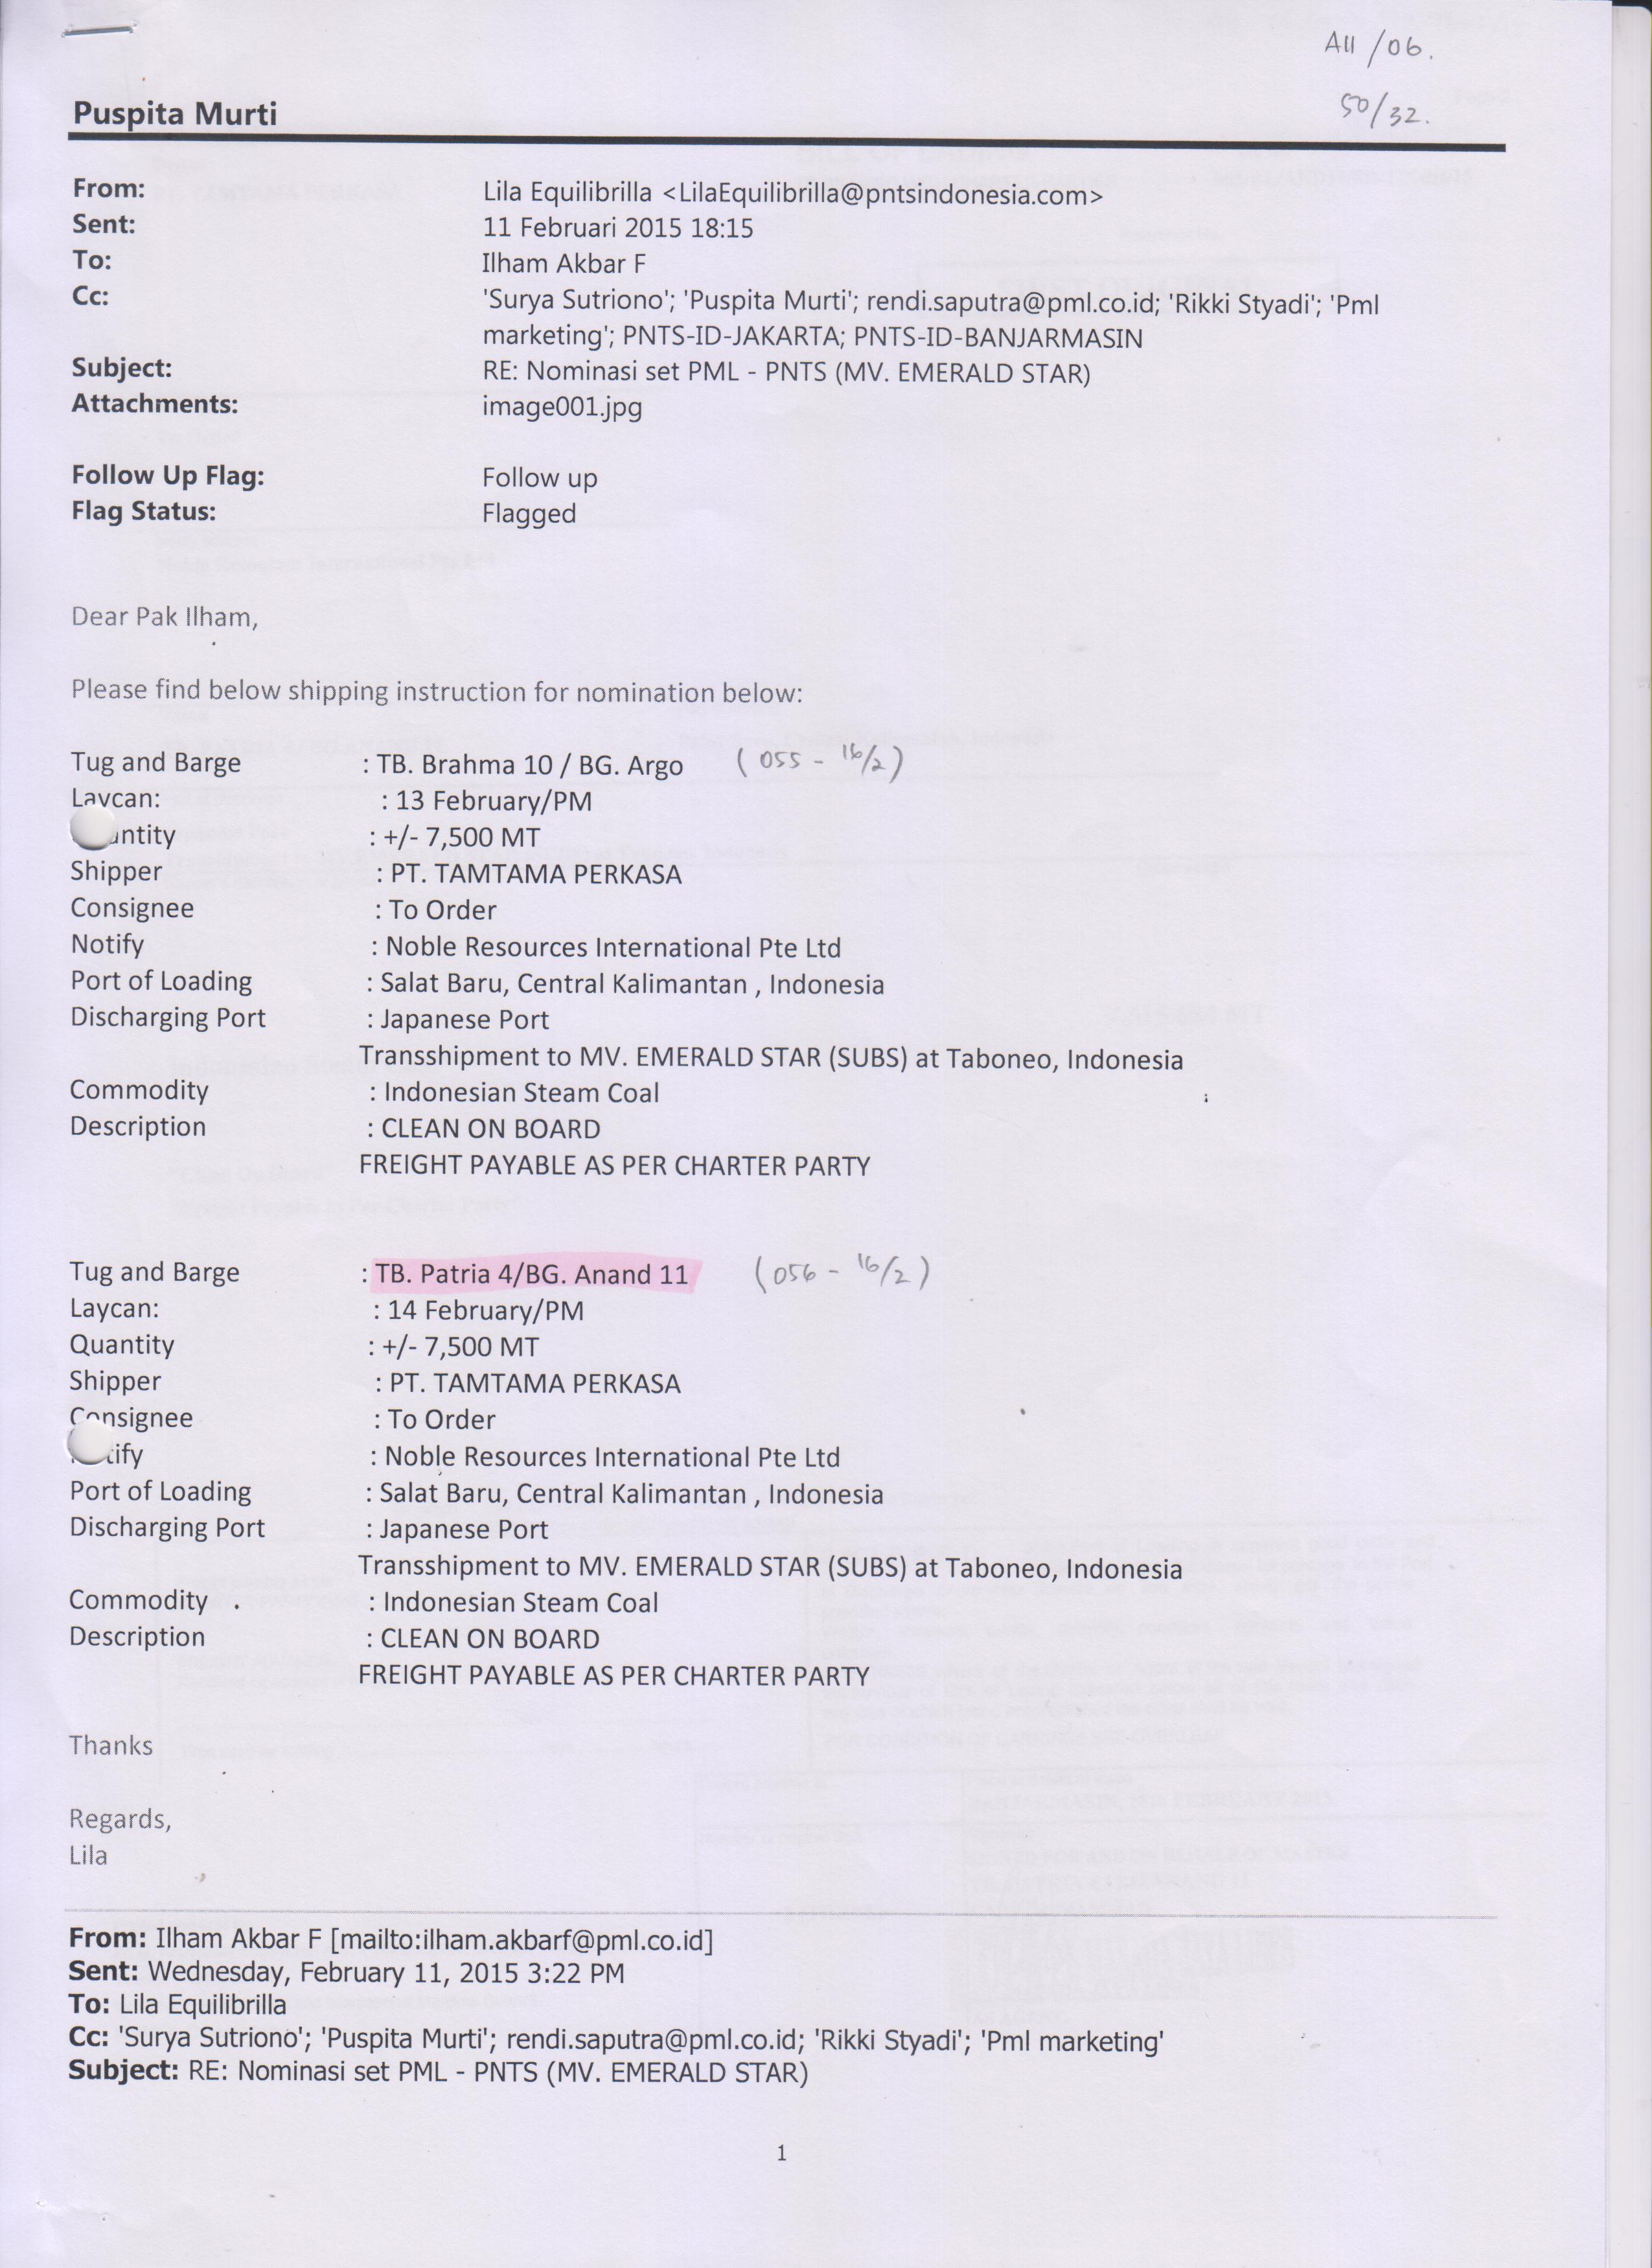 A11 / 06.
50/32.
Puspita Murti
From: Lila Equilibrilla <LilaEquilibrilla@pntsindonesia.com>
Sent: 11 Februari 2015 18:15
To: Ilham Akbar F
Cc: 'Surya Sutriono'; 'Puspita Murti'; rendi.saputra@pml.co.id; 'Rikki Styadi'; 'Pml
marketing'; PNTS-ID-JAKARTA; PNTS-ID-BANJARMASIN
Subject: RE: Nominasi set PML - PNTS (MV. EMERALD STAR)
Attachments: image001.jpg
Follow Up Flag: Follow up
Flag Status: Flagged
Dear Pak Ilham,
Please find below shipping instruction for nomination below:
Tug and Barge : TB. Brahma 10 / BG. Argo (055 - 16/2)
Laycan: : 13 February/PM
antity : +/- 7,500 MT
Shipper : PT. TAMTAMA PERKASA
Consignee : To Order
Notify : Noble Resources International Pte Ltd
Port of Loading : Salat Baru, Central Kalimantan , Indonesia
Discharging Port : Japanese Port
Transshipment to MV. EMERALD STAR (SUBS) at Taboneo, Indonesia
Commodity : Indonesian Steam Coal
Description : CLEAN ON BOARD
FREIGHT PAYABLE AS PER CHARTER PARTY
Tug and Barge : TB. Patria 4/BG. Anand 11 (056 - 16/2)
Laycan: : 14 February/PM
Quantity : +/- 7,500 MT
Shipper : PT. TAMTAMA PERKASA
Consignee : To Order
tify : Noble Resources International Pte Ltd
Port of Loading : Salat Baru, Central Kalimantan , Indonesia
Discharging Port : Japanese Port
Transshipment to MV. EMERALD STAR (SUBS) at Taboneo, Indonesia
Commodity : Indonesian Steam Coal
Description : CLEAN ON BOARD
FREIGHT PAYABLE AS PER CHARTER PARTY
Thanks
Regards,
Lila
From: Ilham Akbar F [mailto:ilham.akbarf@pml.co.id]
Sent: Wednesday, February 11, 2015 3:22 PM
To: Lila Equilibrilla
Cc: 'Surya Sutriono'; 'Puspita Murti'; rendi.saputra@pml.co.id; 'Rikki Styadi'; 'Pml marketing'
Subject: RE: Nominasi set PML - PNTS (MV. EMERALD STAR)
1